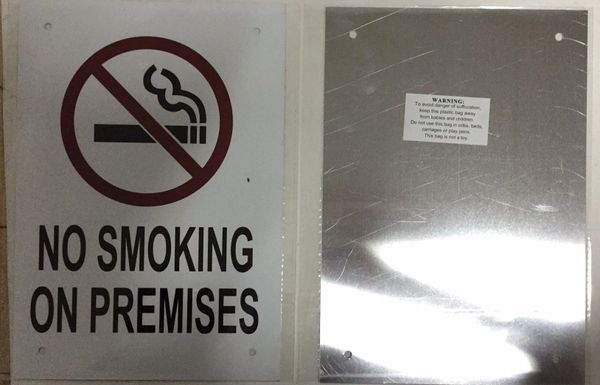 NO SMOKING
ON PREMISES
WARNING:
To avoid danger of suffocation,
keep this plastic bag away
from babies and children.
Do not use this bag in cribs, beds,
carriages or play pens.
This bag is not a toy.